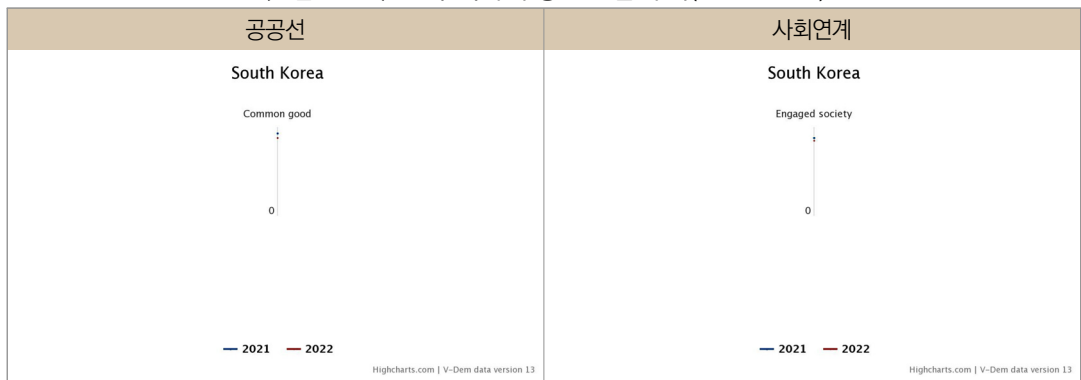 공공선
사회연계
South Korea
South Korea
Common good
Engaged society
0
0
2021 2022
2021 2022
Highcharts.com | V-Dem data version 13
Highcharts.com | V-Dem data version 13